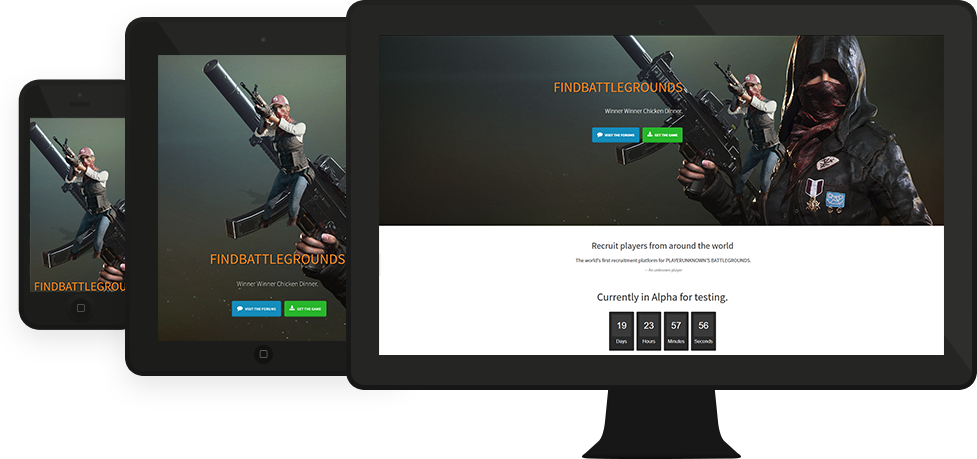 FINDBATTLEGROU
FINDBATTLEGROUNDS
Winner Winner Chicken Dinner.
VISIT THE FORUMS
GET THE GAME
FINDBATTLEGROUNDS
Winner Winner Chicken Dinner.
VISIT THE FORUMS
GET THE GAME
Recruit players from around the world
The world's first recruitment platform for PLAYERUNKNOWN'S BATTLEGROUNDS.
— An unknown player
Currently in Alpha for testing.
19 23 57 56
Days Hours Minutes Seconds